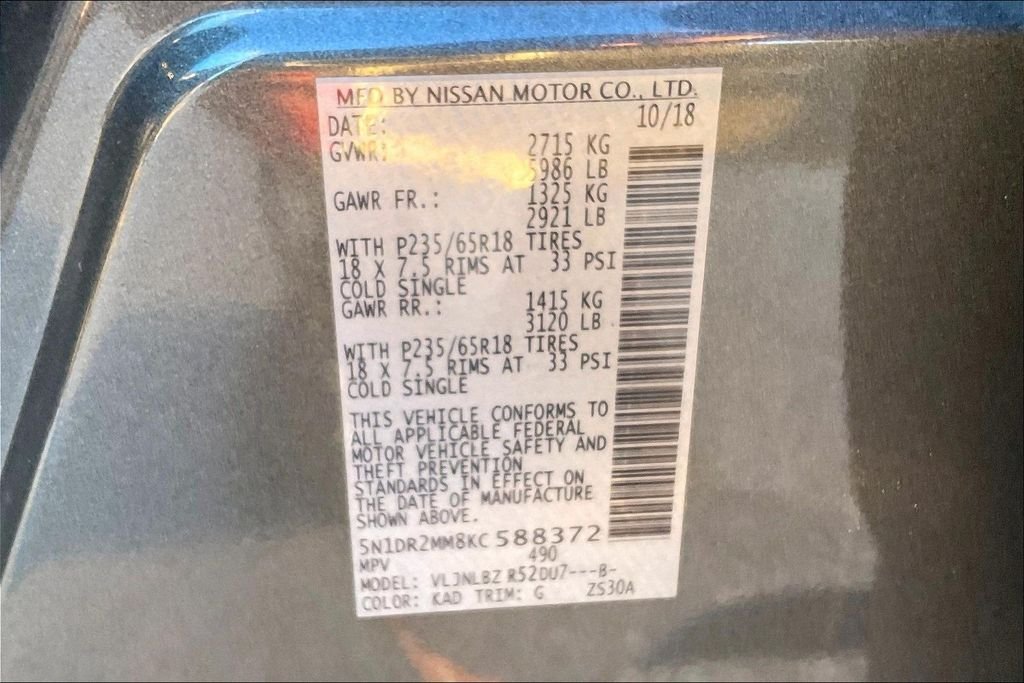 MFD BY NISSAN MOTOR CO., LTD.
DATE: 10/18
GVWR: 2715 KG
5986 LB
GAWR FR.: 1325 KG
2921 LB
WITH P235/65R18 TIRES
18 X 7.5 RIMS AT 33 PSI
COLD SINGLE
GAWR RR.: 1415 KG
3120 LB
WITH P235/65R18 TIRES
18 X 7.5 RIMS AT 33 PSI
COLD SINGLE
THIS VEHICLE CONFORMS TO
ALL APPLICABLE FEDERAL
MOTOR VEHICLE SAFETY AND
THEFT PREVENTION
STANDARDS IN EFFECT ON
THE DATE OF MANUFACTURE
SHOWN ABOVE.
5N1DR2MM8KC 588372
MPV 490
MODEL: VLJNLBZ R52DU7---B-
COLOR: KAD TRIM: G ZS30A